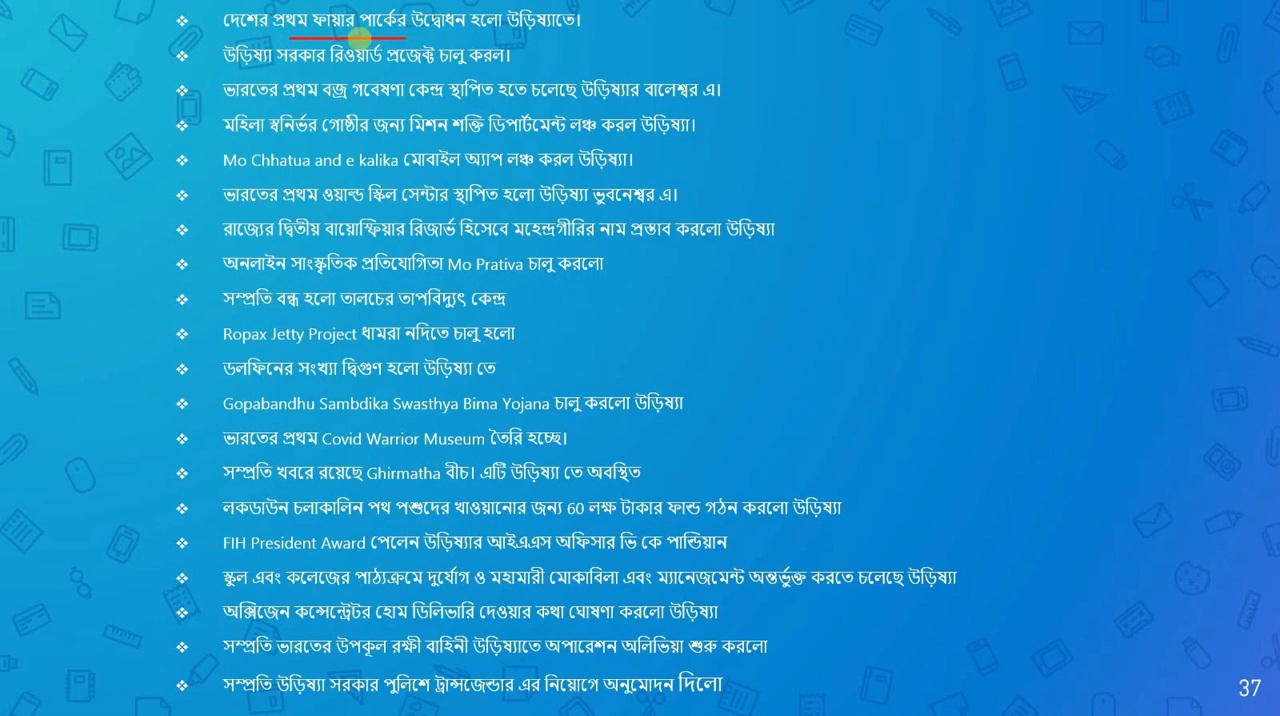 ❖ দেশের প্রথম ফায়ার পার্কের উদ্বোধন হলো উড়িষ্যাতে।
❖ উড়িষ্যা সরকার রিওয়ার্ড প্রজেক্ট চালু করল।
❖ ভারতের প্রথম বজ্র গবেষণা কেন্দ্র স্থাপিত হতে চলেছে উড়িষ্যার বালেশ্বর এ।
❖ মহিলা স্বনির্ভর গোষ্ঠীর জন্য মিশন শক্তি ডিপার্টমেন্ট লঞ্চ করল উড়িষ্যা।
❖ Mo Chhatua and e kalika মোবাইল অ্যাপ লঞ্চ করল উড়িষ্যা।
❖ ভারতের প্রথম ওয়াল্ড স্কিল সেন্টার স্থাপিত হলো উড়িষ্যা ভুবনেশ্বর এ।
❖ রাজ্যের দ্বিতীয় বায়োস্ফিয়ার রিজার্ভ হিসেবে মহেন্দ্রগীরির নাম প্রস্তাব করলো উড়িষ্যা
❖ অনলাইন সাংস্কৃতিক প্রতিযোগিতা Mo Prativa চালু করলো
❖ সম্প্রতি বন্ধ হলো তালচের তাপবিদ্যুৎ কেন্দ্র
❖ Ropax Jetty Project ধামরা নদিতে চালু হলো
❖ ডলফিনের সংখ্যা দ্বিগুণ হলো উড়িষ্যা তে
❖ Gopabandhu Sambdika Swasthya Bima Yojana চালু করলো উড়িষ্যা
❖ ভারতের প্রথম Covid Warrior Museum তৈরি হচ্ছে।
❖ সম্প্রতি খবরে রয়েছে Ghirmatha বীচ। এটি উড়িষ্যা তে অবস্থিত
❖ লকডাউন চলাকালিন পথ পশুদের খাওয়ানোর জন্য 60 লক্ষ টাকার ফান্ড গঠন করলো উড়িষ্যা
❖ FIH President Award পেলেন উড়িষ্যার আইএএস অফিসার ভি কে পান্ডিয়ান
❖ স্কুল এবং কলেজের পাঠ্যক্রমে দুর্যোগ ও মহামারী মোকাবিলা এবং ম্যানেজমেন্ট অন্তর্ভুক্ত করতে চলেছে উড়িষ্যা
❖ অক্সিজেন কন্সেন্ট্রেটর হোম ডিলিভারি দেওয়ার কথা ঘোষণা করলো উড়িষ্যা
❖ সম্প্রতি ভারতের উপকূল রক্ষী বাহিনী উড়িষ্যাতে অপারেশন অলিভিয়া শুরু করলো
❖ সম্প্রতি উড়িষ্যা সরকার পুলিশে ট্রান্সজেন্ডার এর নিয়োগে অনুমোদন দিলো
37